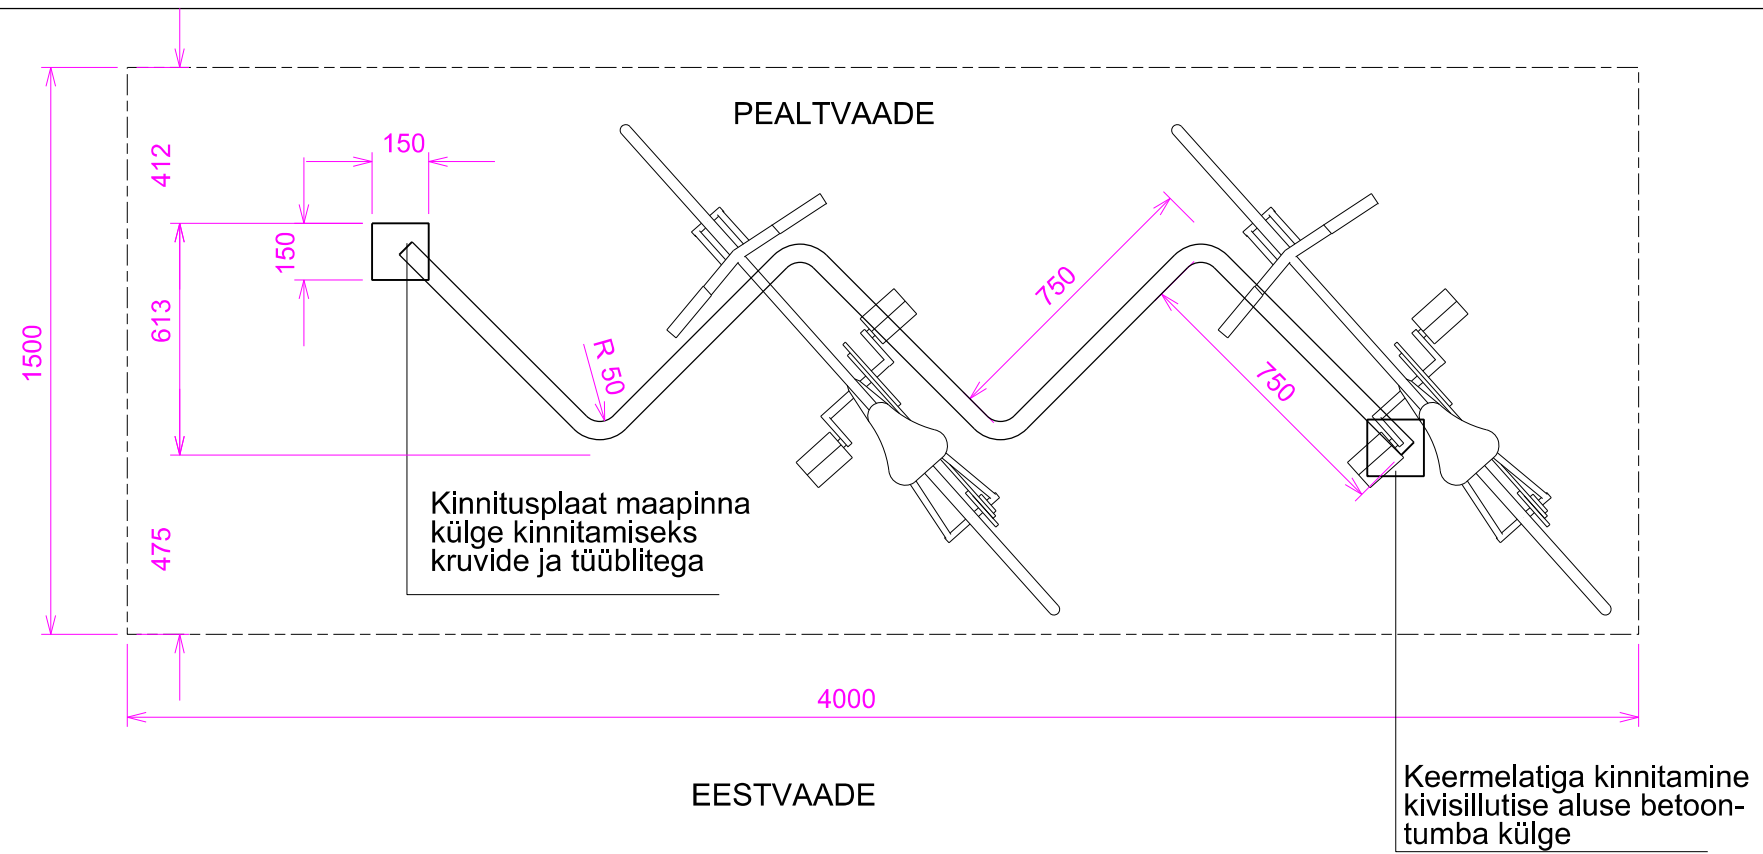 PEALTVAADE
150
412
150
613
1500
R 50
750
750
Kinnitusplaat maapinna
külge kinnitamiseks
kruvide ja tüüblitega
475
4000
EESTVAADE
Keermelatiga kinnitamine
kivisillutise aluse betoon-
tumba külge